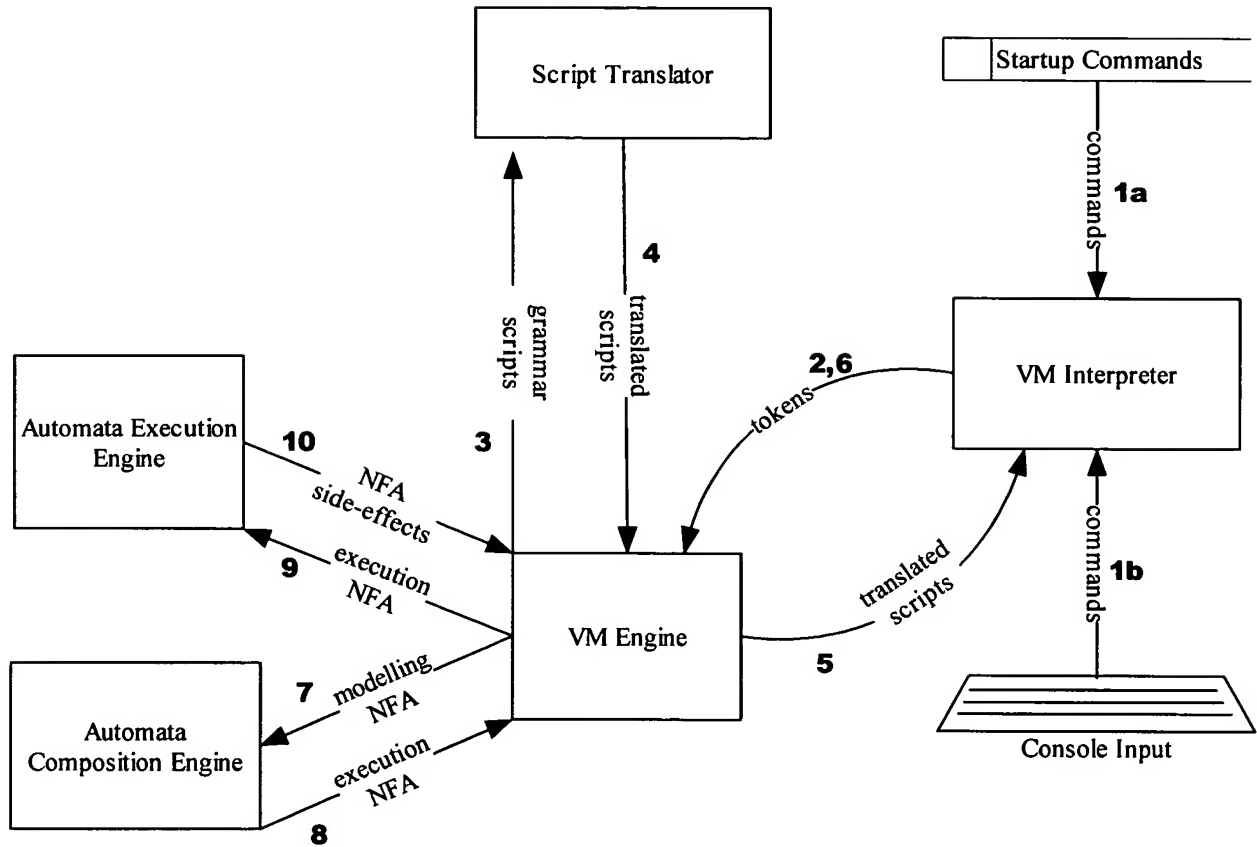 Script Translator
Startup Commands
commands
1a
4
grammar
scripts
translated
scripts
VM Interpreter
2,6
tokens
Automata Execution
Engine
10
NFA
side-effects
3
9
execution
NFA
translated
scripts
commands
1b
VM Engine
5
7
modelling
NFA
Automata
Composition Engine
execution
NFA
8
Console Input